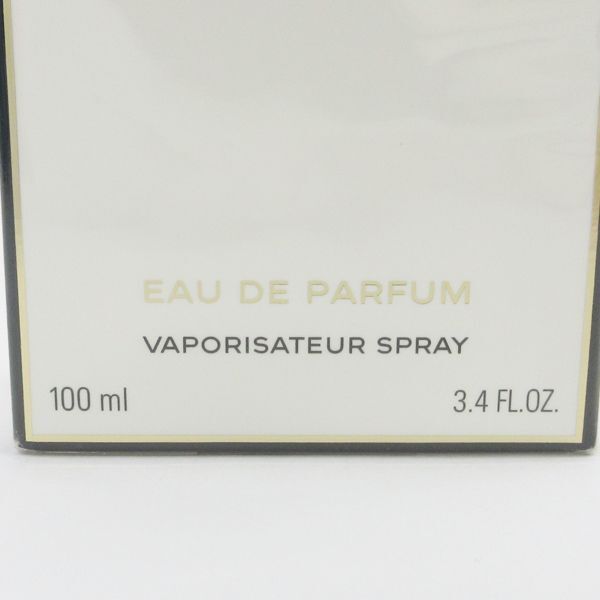 EAU DE PARFUM
VAPORISATEUR SPRAY
100 ml 3.4 FL.OZ.